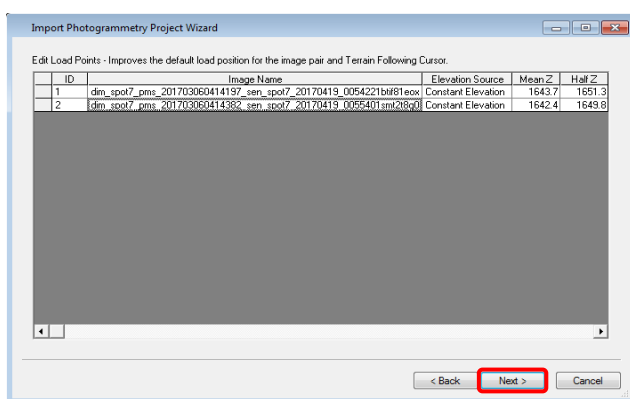 Import Photogrammetry Project Wizard
Edit Load Points - Improves the default load position for the image pair and Terrain Following Cursor.
ID Image Name Elevation Source Mean Z Half Z
1 dim_spot7_pms_201703060414197_sen_spot7_20170419_0054221btif81eox Constant Elevation 1643.7 1651.3
2 dim_spot7_pms_201703060414382_sen_spot7_20170419_0055401smt2t8g0 Constant Elevation 1642.4 1649.8
< Back Next > Cancel